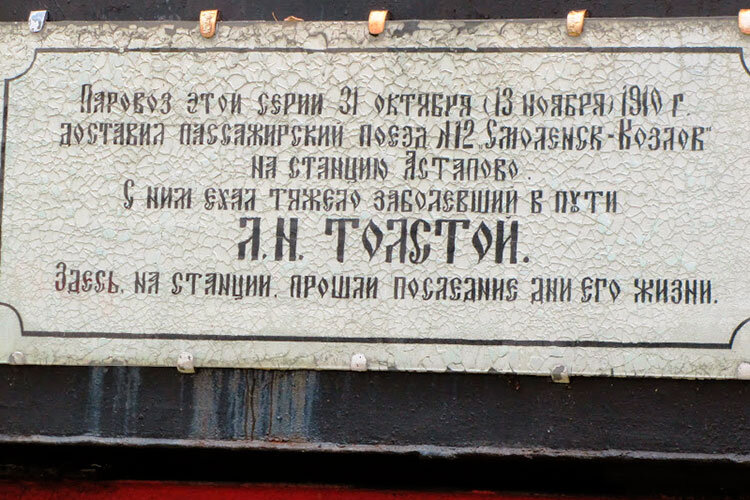 Паровоз этой серии 31 октября (13 ноября) 1910 г.
доставил пассажирский поезд №12 „Смоленск-Козлов"
на станцию Астапово.
С ним ехал тяжело заболевший в пути
Л.Н. Толстой.
Здесь, на станции, прошли последние дни его жизни.